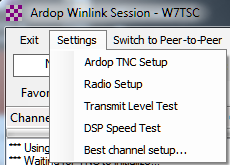 Ardop Winlink Session - W7TSC
Exit Settings Switch to Peer-to-Peer
Ardop TNC Setup
Radio Setup
Favor
Transmit Level Test
Channe
DSP Speed Test
*** Using
Best channel setup...
*** Waiting for TNC to initialize...